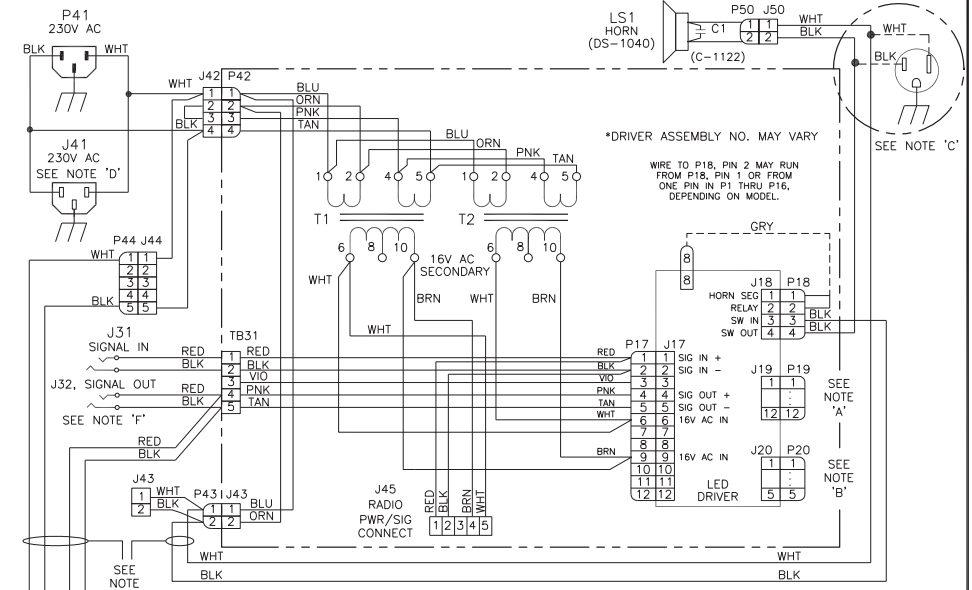 P41
230V AC
BLK
WHT
J41
230V AC
SEE NOTE 'D'
WHT
BLK
J42 P42
1 1
2 2
3 3
4 4
BLU
ORN
PNK
TAN
LS1
HORN
(DS-1040)
C1
(C-1122)
P50 J50
1 1
2 2
WHT
BLK
WHT
BLK
SEE NOTE 'C'
*DRIVER ASSEMBLY NO. MAY VARY
WIRE TO P18, PIN 2 MAY RUN
FROM P18, PIN 1 OR FROM
ONE PIN IN P1 THRU P16,
DEPENDING ON MODEL.
BLU
ORN
PNK
TAN
1 2 4 5 1 2 4 5
T1
T2
6 8 10
6 8 10
16V AC
SECONDARY
WHT
BRN
WHT
BRN
WHT
GRY
8
8
P44 J44
WHT
1 1
2 2
3 3
4 4
BLK
5 5
J31
SIGNAL IN
RED
BLK
J32, SIGNAL OUT
RED
BLK
SEE NOTE 'F'
RED
BLK
TB31
1 RED
2 BLK
3 VIO
4 PNK
5 TAN
J18 P18
HORN SEG 1 1
RELAY 2 2
SW IN 3 3 BLK
SW OUT 4 4 BLK
P17 J17
RED 1 1 SIG IN +
BLK 2 2 SIG IN -
VIO 3 3
PNK 4 4 SIG OUT +
TAN 5 5 SIG OUT -
WHT 6 6 16V AC IN
7 7
8 8
BRN 9 9 16V AC IN
10 10
11 11
12 12
LED
DRIVER
J19 P19
1 1
12 12
SEE
NOTE
'A'
J20 P20
1 1
5 5
SEE
NOTE
'B'
J43
1 WHT
2 BLK
P43 J43
1 1 BLU
2 2 ORN
J45
RADIO
PWR/SIG
CONNECT
RED
BLK
BRN
WHT
1 2 3 4 5
SEE
NOTE
WHT
BLK
WHT
BLK